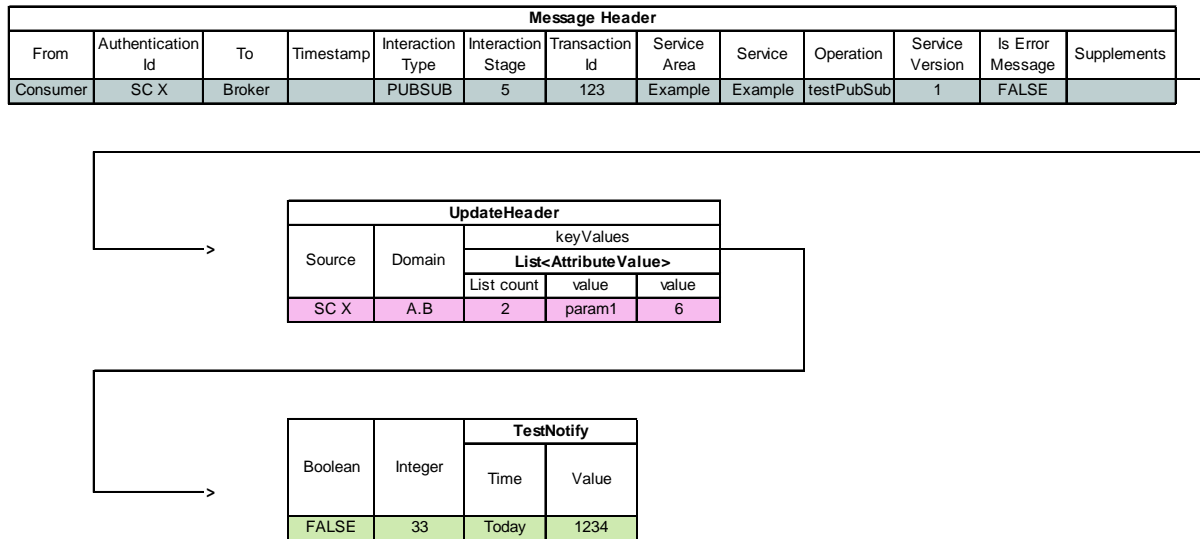 Message Header
From Authentication Id To Timestamp Interaction Type Interaction Stage Transaction Id Service Area Service Operation Service Version Is Error Message Supplements
Consumer SC X Broker PUBSUB 5 123 Example Example testPubSub 1 FALSE
UpdateHeader
Source Domain keyValues
List<AttributeValue>
List count value value
SC X A.B 2 param1 6
TestNotify
Boolean Integer Time Value
FALSE 33 Today 1234